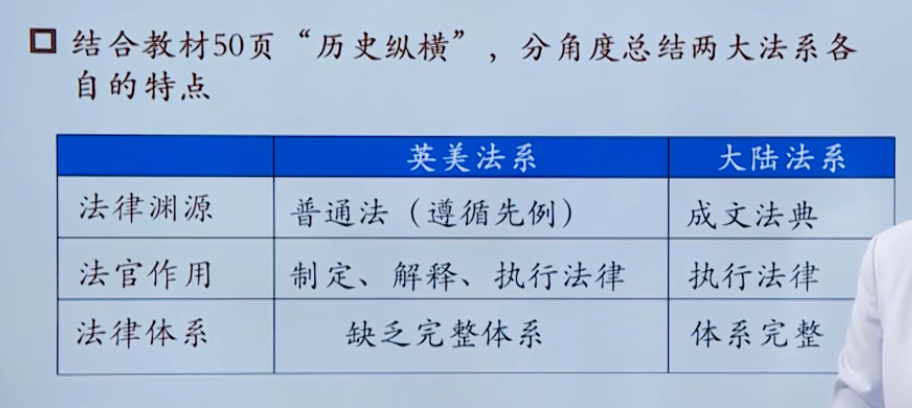 结合教材50页“历史纵横”，分角度总结两大法系各
自的特点
英美法系 大陆法系
法律渊源 普通法（遵循先例） 成文法典
法官作用 制定、解释、执行法律 执行法律
法律体系 缺乏完整体系 体系完整